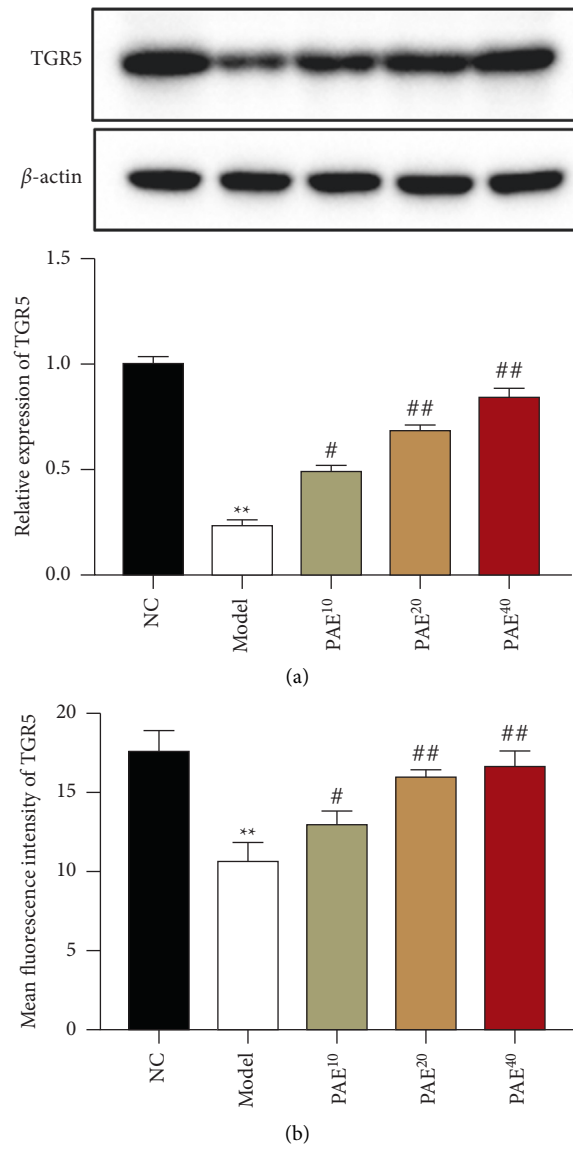 TGR5
β-actin
Relative expression of TGR5
1.5
1.0
0.5
0.0
**
#
##
##
NC
Model
PAE¹⁰
PAE²⁰
PAE⁴⁰
(a)
Mean fluorescence intensity of TGR5
20
15
10
5
0
**
#
##
##
NC
Model
PAE¹⁰
PAE²⁰
PAE⁴⁰
(b)